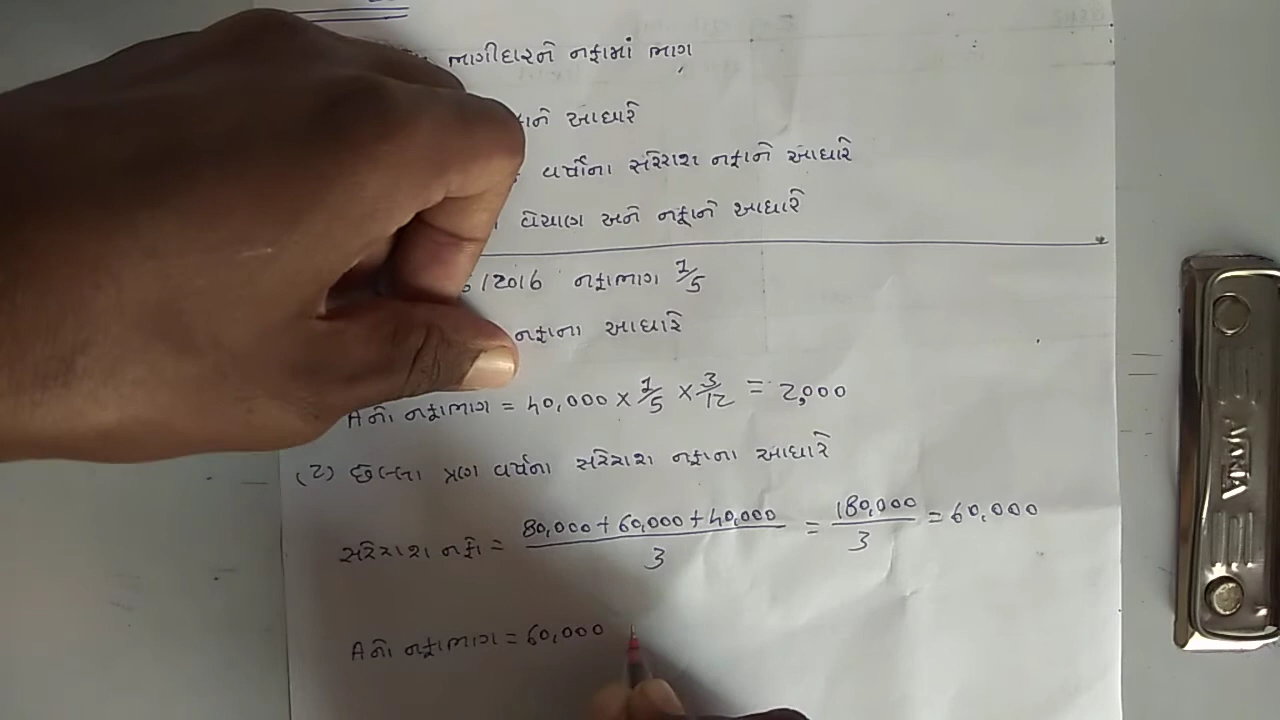 ભાગીદારને નફામાં ભાગ
આધારે
વર્ષોના સરેરાશ નફાને આધારે
વેચાણ અને નફાને આધારે
/2016 નફાભાગ 1/5
નફાના આધારે
Aનો નફાભાગ = 40,000 × 1/5 × 3/12 = 2,000
(2) છેલ્લા ત્રણ વર્ષના સરેરાશ નફાના આધારે
સરેરાશ નફો = 80,000 + 60,000 + 40,000 / 3 = 180,000 / 3 = 60,000
Aનો નફાભાગ = 60,000